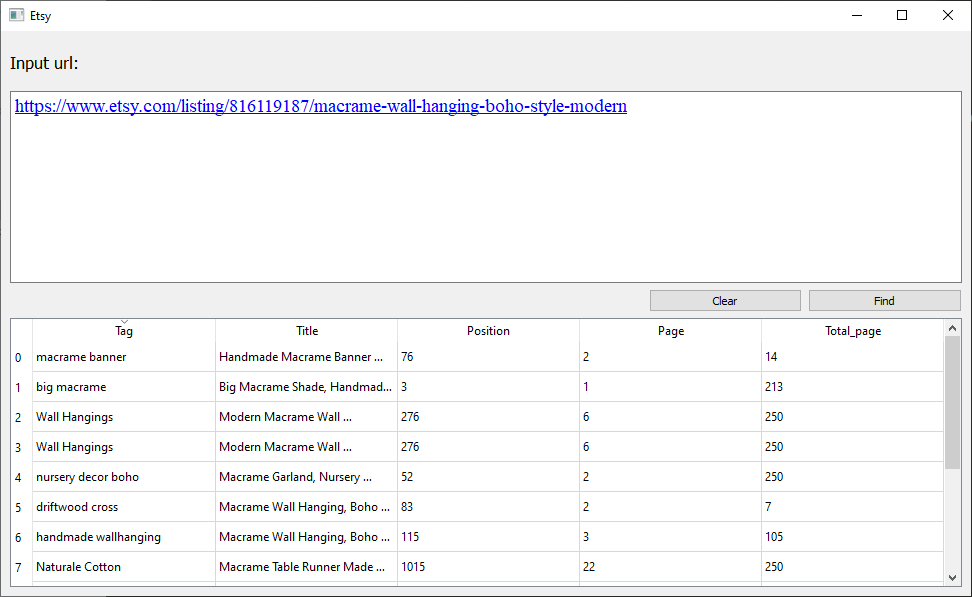 Etsy
Input url:
https://www.etsy.com/listing/816119187/macrame-wall-hanging-boho-style-modern
Clear Find
Tag Title Position Page Total_page
0 macrame banner Handmade Macrame Banner ... 76 2 14
1 big macrame Big Macrame Shade, Handmad... 3 1 213
2 Wall Hangings Modern Macrame Wall ... 276 6 250
3 Wall Hangings Modern Macrame Wall ... 276 6 250
4 nursery decor boho Macrame Garland, Nursery ... 52 2 250
5 driftwood cross Macrame Wall Hanging, Boho ... 83 2 7
6 handmade wallhanging Macrame Wall Hanging, Boho ... 115 3 105
7 Naturale Cotton Macrame Table Runner Made ... 1015 22 250